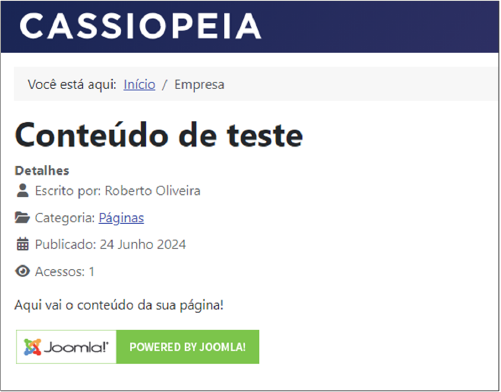 CASSIOPEIA
Você está aqui: Início / Empresa
Conteúdo de teste
Detalhes
Escrito por: Roberto Oliveira
Categoria: Páginas
Publicado: 24 Junho 2024
Acessos: 1
Aqui vai o conteúdo da sua página!
Joomla!® POWERED BY JOOMLA!